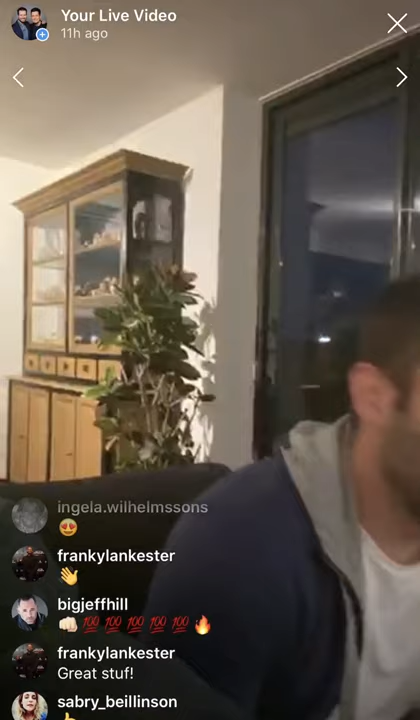 Your Live Video
11h ago
ingela.wilhelmssons
😍
frankylankester
👋
bigjeffhill
👊🏻💯💯💯💯💯🔥
frankylankester
Great stuf!
sabry_beillinson